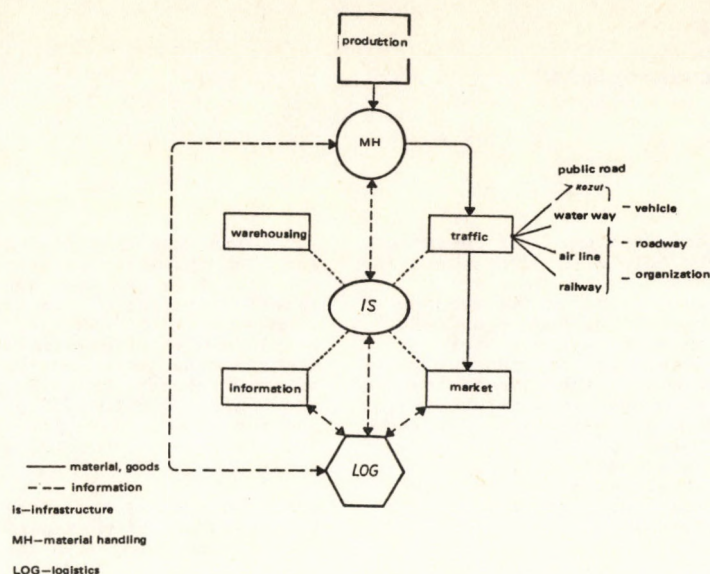 production
MH
public road
Közut
water way
vehicle
warehousing
traffic
roadway
air line
organization
railway
IS
information
market
LOG
material, goods
information
is—infrastructure
MH—material handling
LOG—logistics